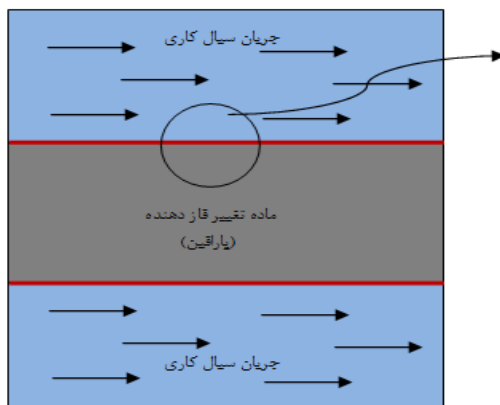 جریان سیال کاری
ماده تغییر فاز دهنده
(پارافین)
جریان سیال کاری